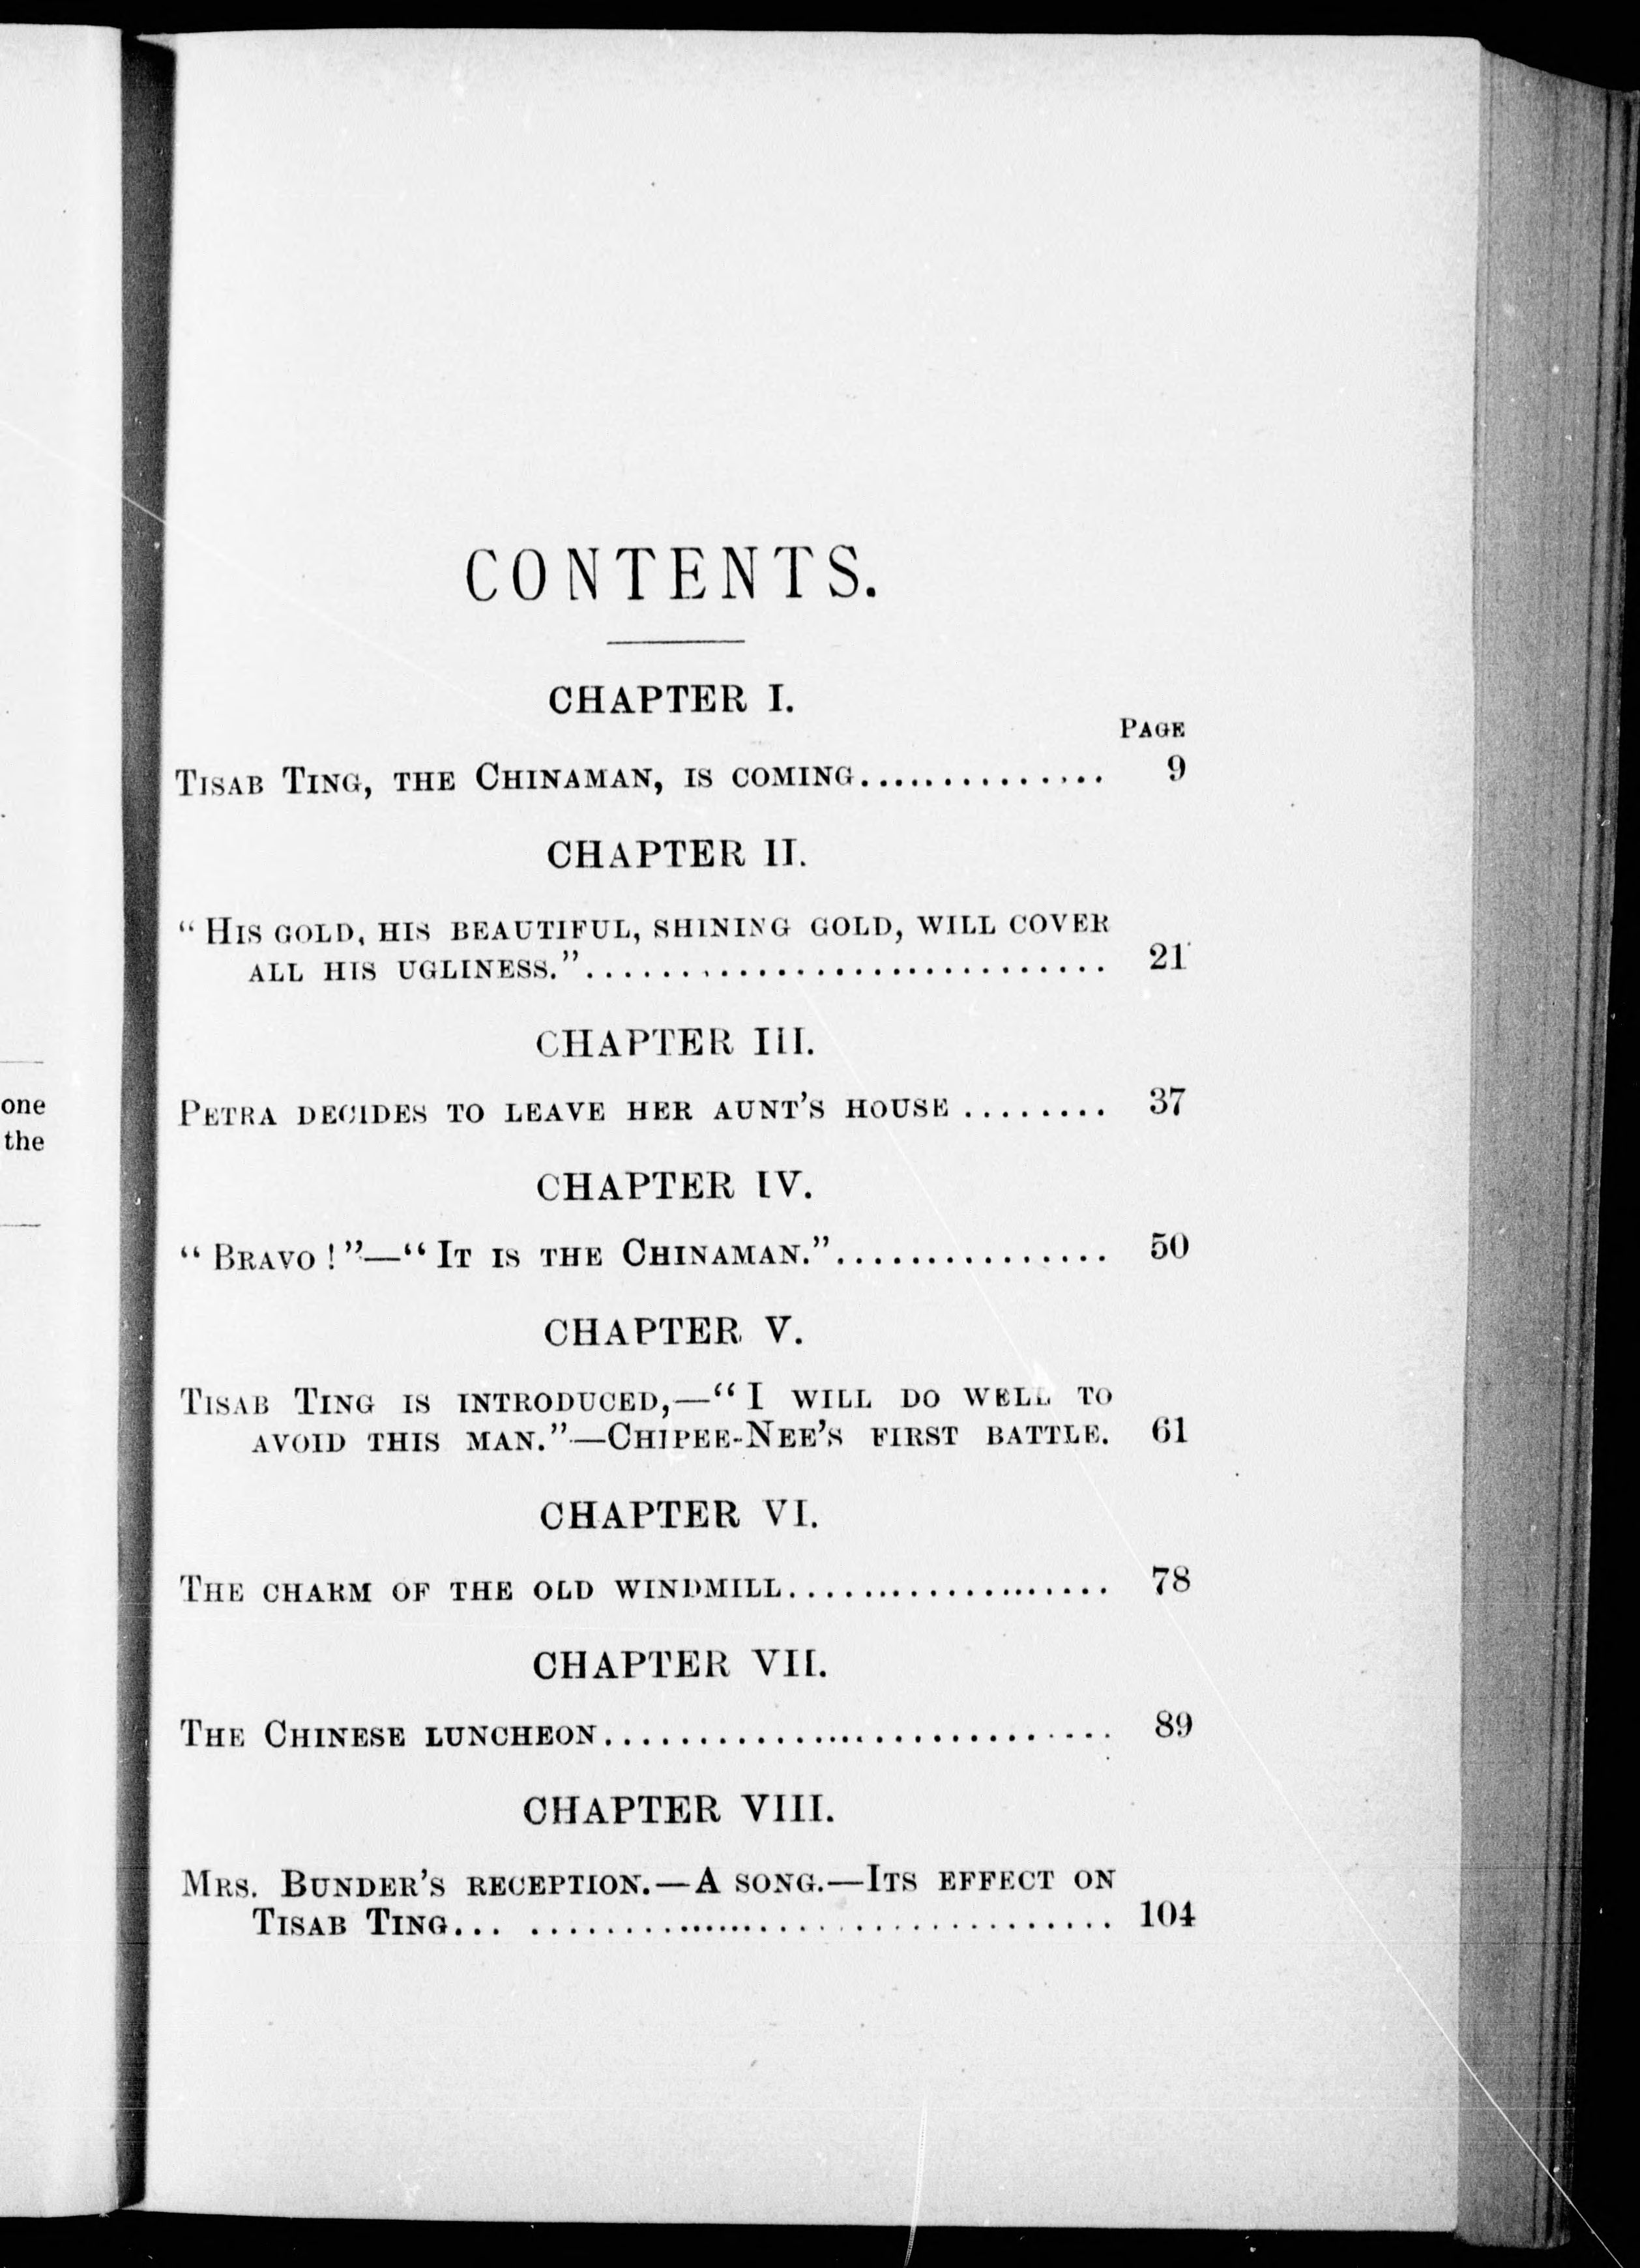 one
the
CONTENTS.
CHAPTER I.
PAGE
TISAB TING, THE CHINAMAN, IS COMING.............. 9
CHAPTER II.
“ HIS GOLD, HIS BEAUTIFUL, SHINING GOLD, WILL COVER
ALL HIS UGLINESS.”.............................. 21
CHAPTER III.
PETRA DECIDES TO LEAVE HER AUNT’S HOUSE ........ 37
CHAPTER IV.
“ BRAVO ! ”—“ IT IS THE CHINAMAN.”............... 50
CHAPTER V.
TISAB TING IS INTRODUCED,—“ I WILL DO WELL TO
AVOID THIS MAN.”—CHIPEE-NEE’S FIRST BATTLE. 61
CHAPTER VI.
THE CHARM OF THE OLD WINDMILL................... 78
CHAPTER VII.
THE CHINESE LUNCHEON............................ 89
CHAPTER VIII.
MRS. BUNDER’S RECEPTION.—A SONG.—ITS EFFECT ON
TISAB TING... .................................. 104